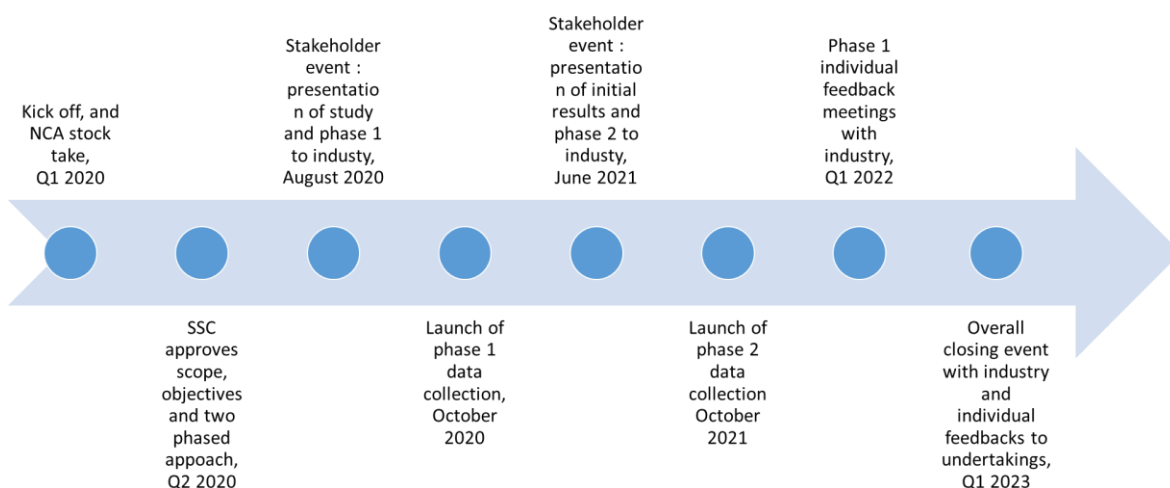 Kick off, and
NCA stock
take,
Q1 2020
SSC
approves
scope,
objectives
and two
phased
appoach,
Q2 2020
Stakeholder
event :
presentatio
n of study
and phase 1
to industy,
August 2020
Launch of
phase 1
data
collection,
October
2020
Stakeholder
event :
presentatio
n of initial
results and
phase 2 to
industy,
June 2021
Launch of
phase 2
data
collection
October
2021
Phase 1
individual
feedback
meetings
with
industry,
Q1 2022
Overall
closing event
with industry
and
individual
feedbacks to
undertakings,
Q1 2023